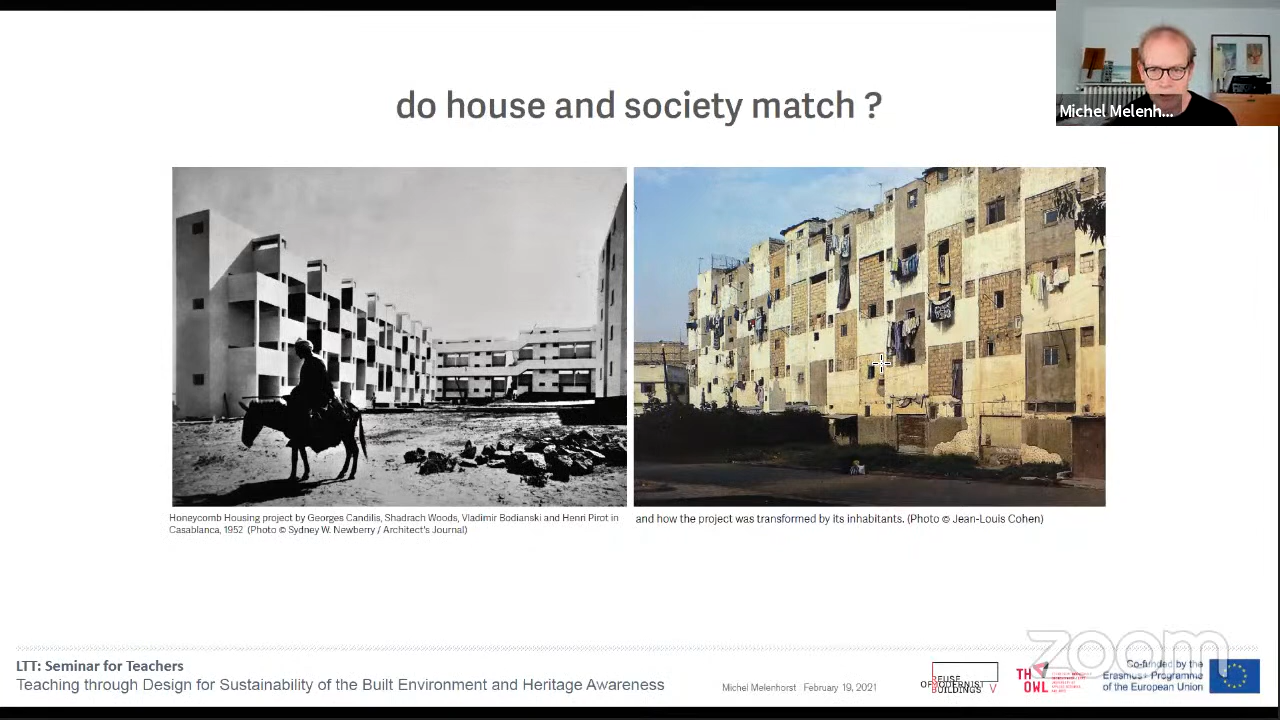 do house and society match ?
Michel Melenh...
Honeycomb Housing project by Georges Candilis, Shadrach Woods, Vladimir Bodianski and Henri Pirot in
Casablanca, 1952 (Photo © Sydney W. Newberry / Architect's Journal)
and how the project was transformed by its inhabitants. (Photo © Jean-Louis Cohen)
LTT: Seminar for Teachers
Teaching through Design for Sustainability of the Built Environment and Heritage Awareness
Michel Melenhorst February 19, 2021
REUSE
OF MODERNIST
BUILDINGS
TH
OWL
Co-funded by the
Erasmus+ Programme
of the European Union
zoom